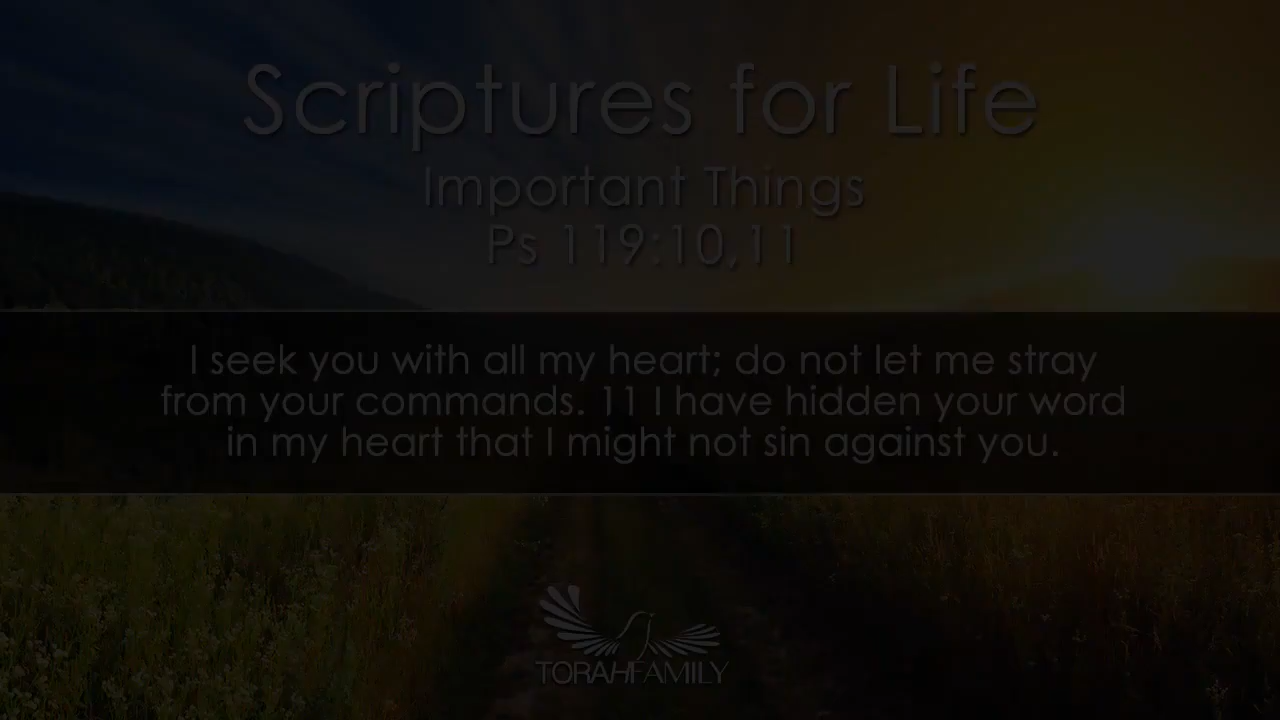 Scriptures for Life
Important Things
Ps 119:10,11
I seek you with all my heart; do not let me stray
from your commands. 11 I have hidden your word
in my heart that I might not sin against you.
TORAHFAMILY